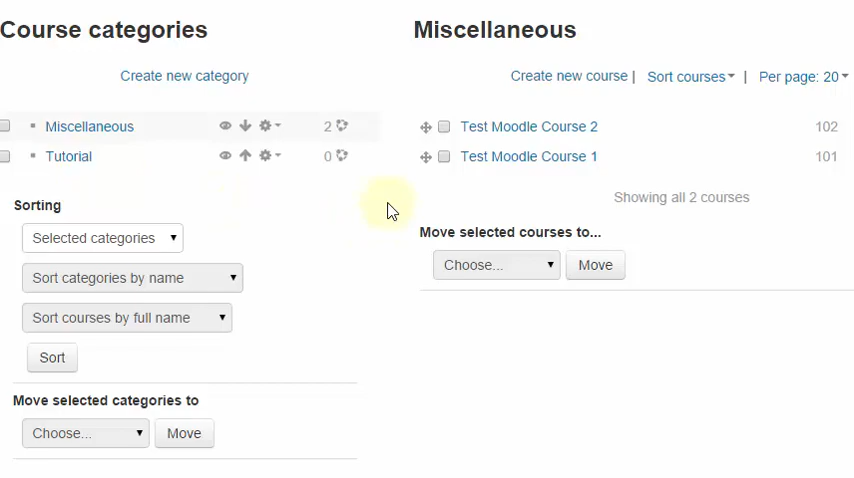 Course categories
Create new category
Miscellaneous 2
Tutorial 0
Sorting
Selected categories
Sort categories by name
Sort courses by full name
Sort
Move selected categories to
Choose... Move
Miscellaneous
Create new course | Sort courses | Per page: 20
Test Moodle Course 2 102
Test Moodle Course 1 101
Showing all 2 courses
Move selected courses to...
Choose... Move